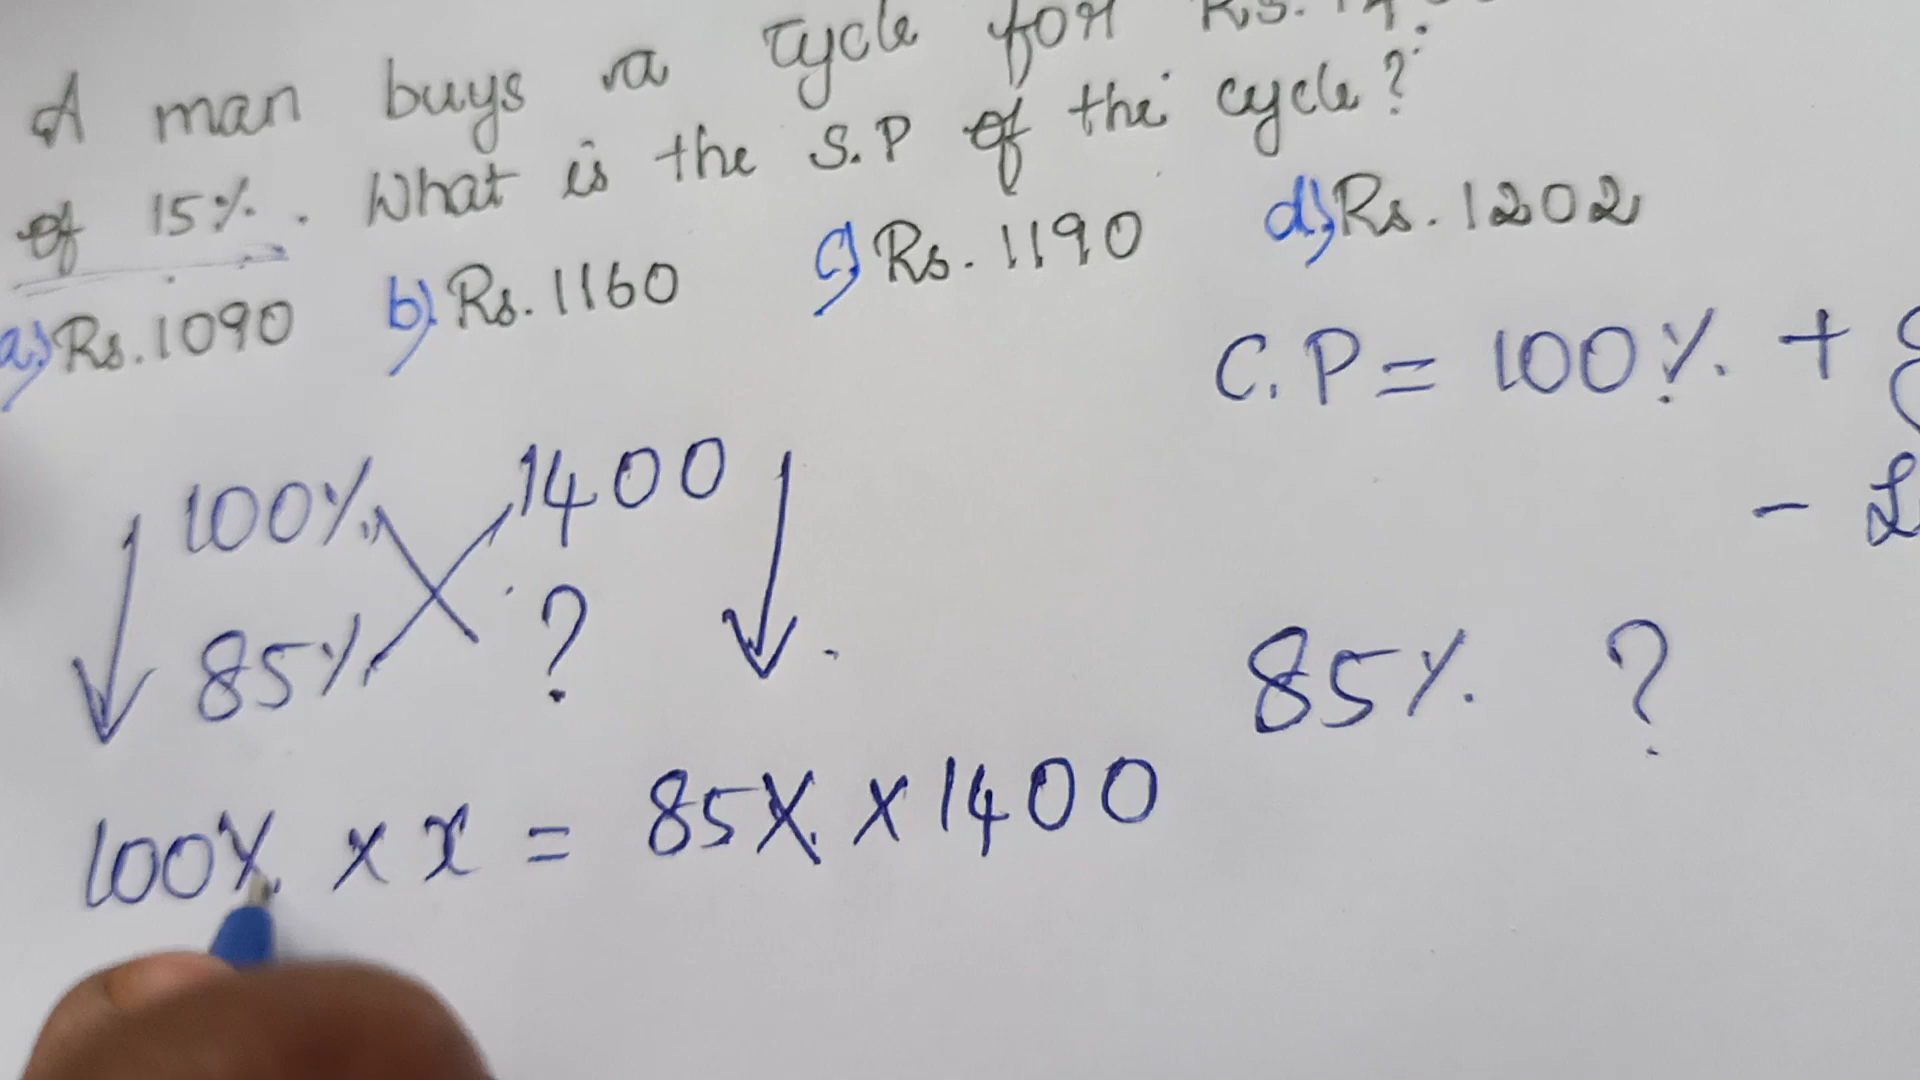 A man buys a cycle for Rs.
of 15%. What is the S.P of the cycle?
a) Rs.1090 b) Rs.1160 c) Rs.1190 d) Rs.1202
C.P = 100% +
-
100% 1400
85% ?
85% ?
100% × x = 85% × 1400